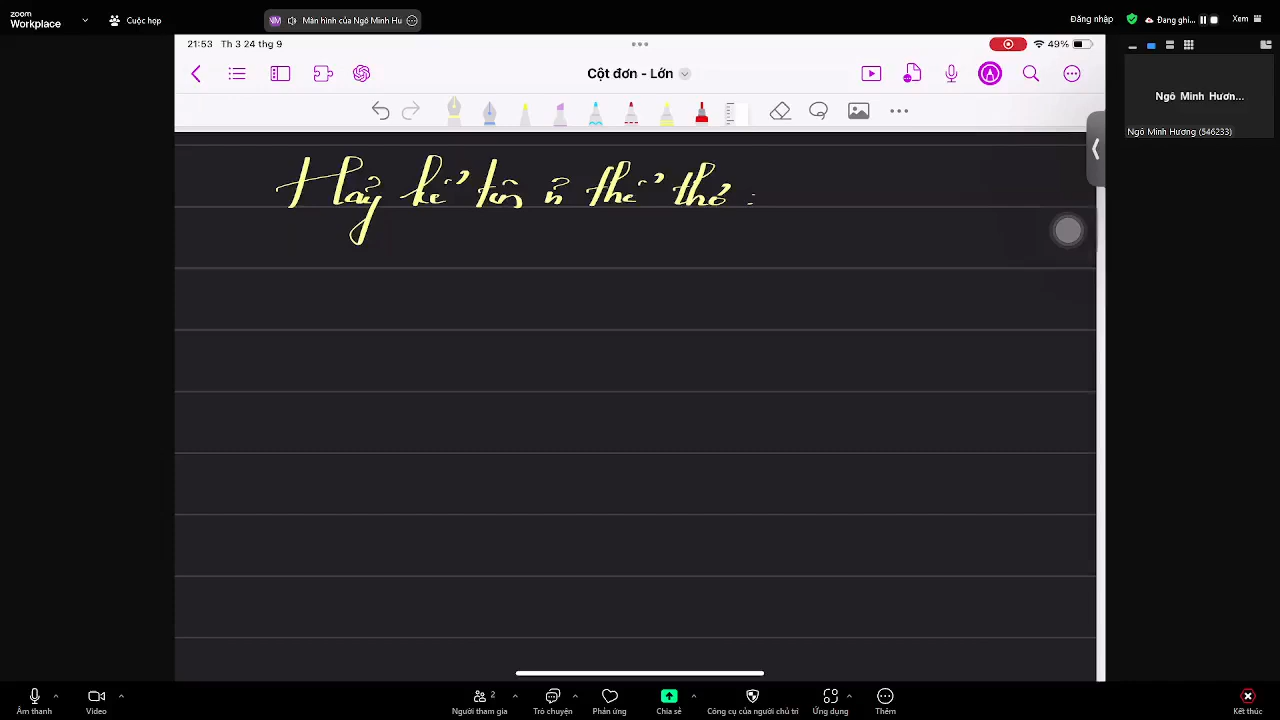 zoom
Workplace
Cuộc họp
NM Màn hình của Ngô Minh Hu
Đăng nhập
Đang ghi...
Xem
21:53 Th 3 24 thg 9
49%
Cột đơn - Lớn
Ngô Minh Hươn...
Ngô Minh Hương (546233)
Hãy kể tên thể thơ :
Âm thanh
Video
2
Người tham gia
Trò chuyện
Phản ứng
Chia sẻ
Công cụ của người chủ trì
Ứng dụng
Thêm
Kết thúc